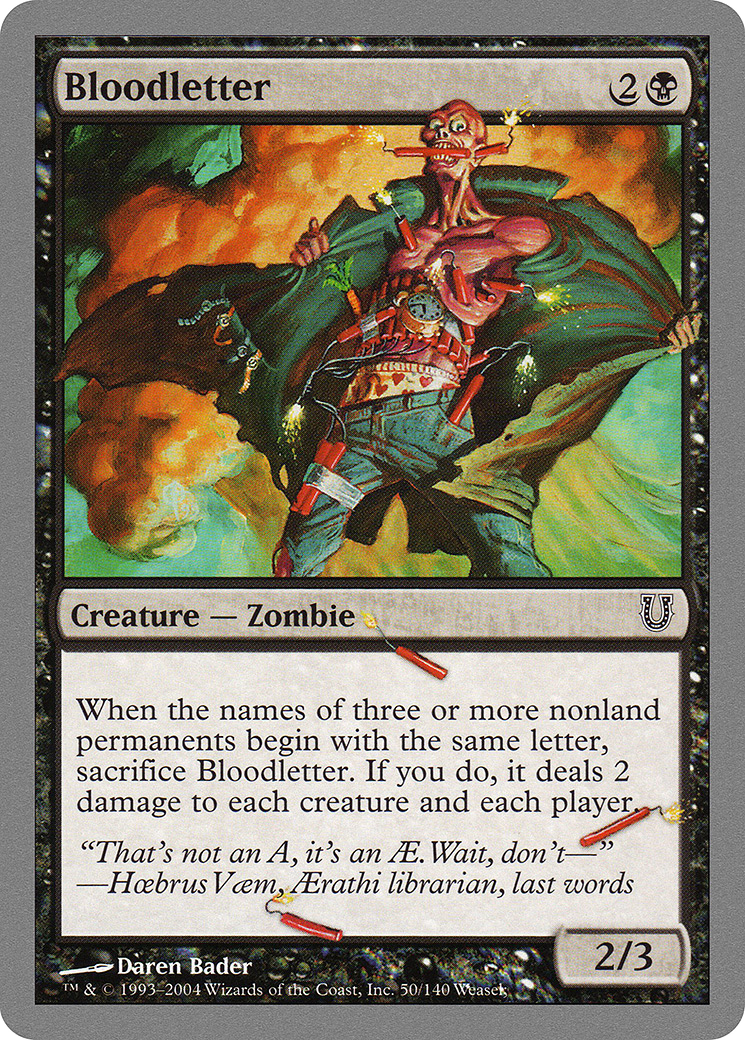 Bloodletter
2
Creature — Zombie
When the names of three or more nonland
permanents begin with the same letter,
sacrifice Bloodletter. If you do, it deals 2
damage to each creature and each player.
“That's not an A, it's an Æ. Wait, don't—”
—Hœbrus Væm, Ærathi librarian, last words
2/3
Daren Bader
™ & © 1993–2004 Wizards of the Coast, Inc. 50/140 Weasek